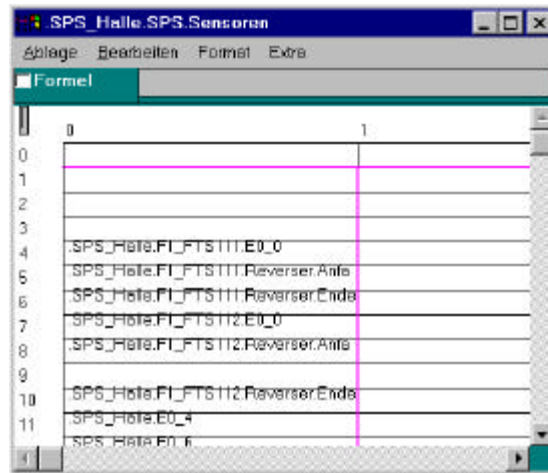 .SPS_Halle.SPS.Sensoren
Ablage Bearbeiten Format Extra
Formel
0 1
0
1
2
3
4 .SPS_Halle.FI_FTS111.E0_0
5 .SPS_Halle.FI_FTS111.Reverser.Anfa
6 .SPS_Halle.FI_FTS111.Reverser.Ende
7 .SPS_Halle.FI_FTS112.E0_0
8 .SPS_Halle.FI_FTS112.Reverser.Anfa
9
10 .SPS_Halle.FI_FTS112.Reverser.Ende
11 .SPS_Halle.E0_4
.SPS_Halle.E0_6